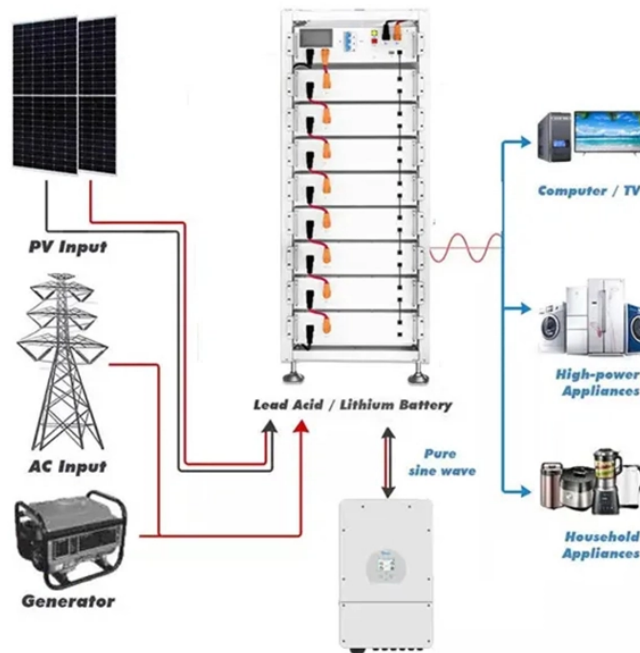 PV Input
AC Input
Generator
Lead Acid / Lithium Battery
Pure
sine wave
Computer / TV
High-power
Appliances
Household
Appliances